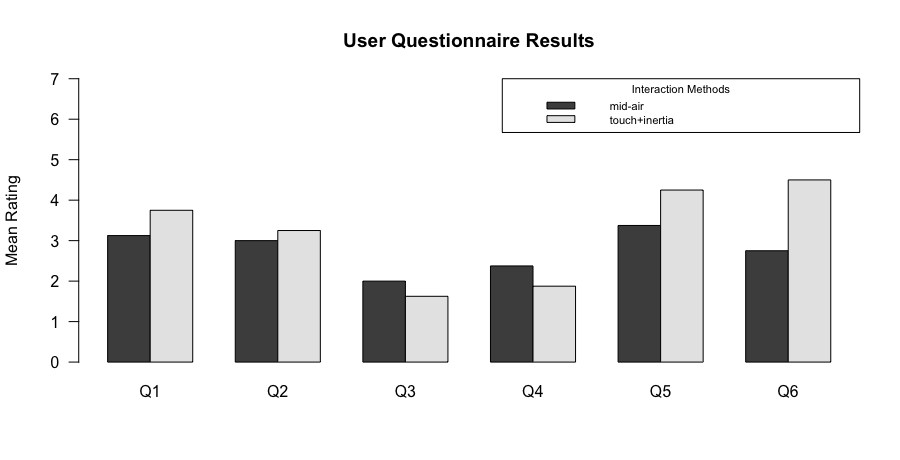 User Questionnaire Results
Interaction Methods
mid-air
touch+inertia
Mean Rating
7
6
5
4
3
2
1
0
Q1 Q2 Q3 Q4 Q5 Q6